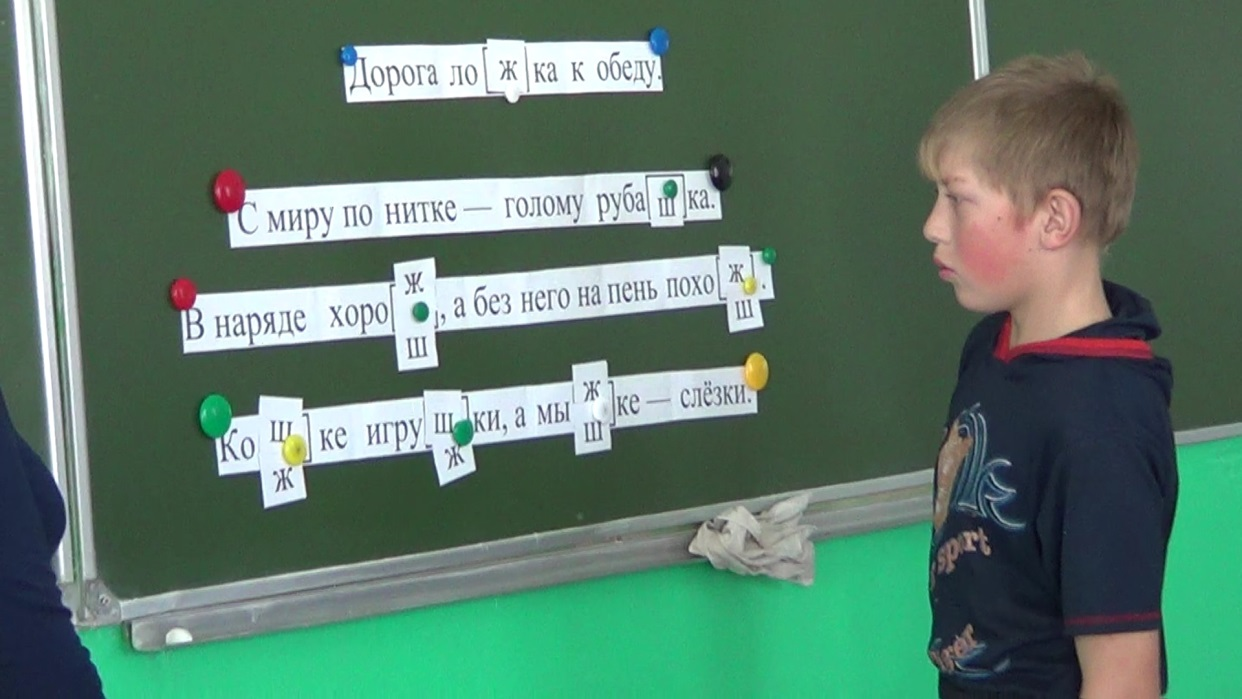 Дорога ло[ж]ка к обеду.
С миру по нитке — голому руба[ш]ка.
В наряде хоро[ж ш], а без него на пень похо[ж ш].
Ко[ш ж]ке игру[ш ж]ки, а мы[ж ш]ке — слёзки.
sport